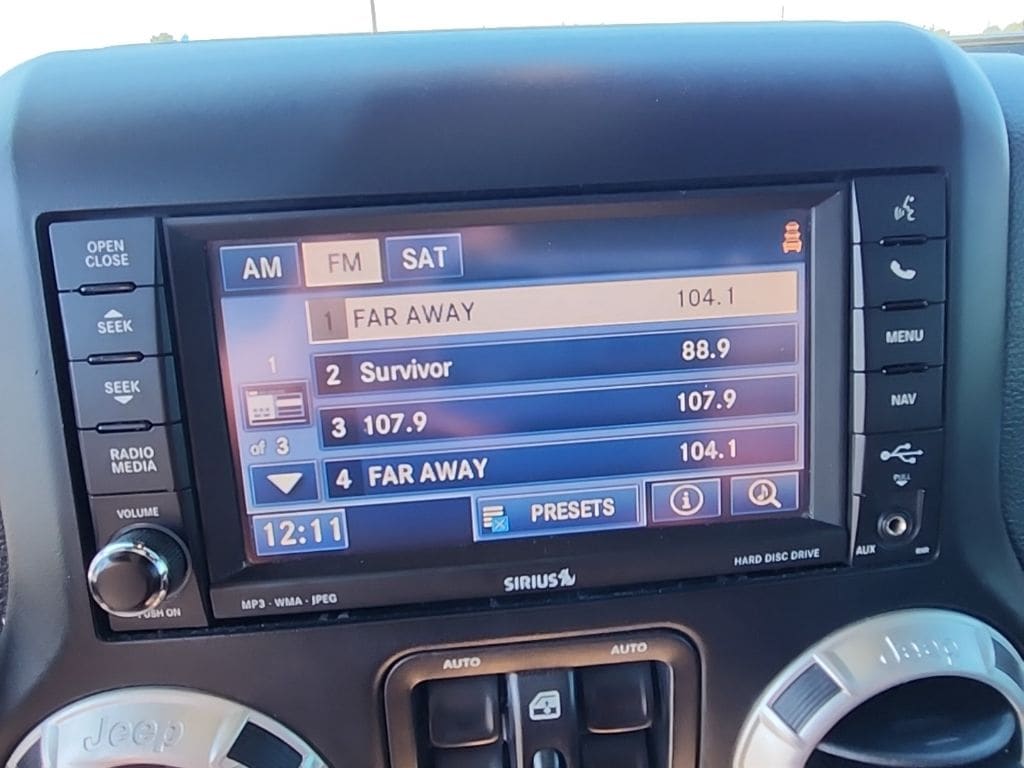 OPEN
CLOSE
SEEK
SEEK
RADIO
MEDIA
VOLUME
PUSH ON
AM FM SAT
1 FAR AWAY 104.1
2 Survivor 88.9
3 107.9 107.9
4 FAR AWAY 104.1
1
of 3
12:11 PRESETS i
MENU
NAV
PULL
AUX
MP3 - WMA - JPEG SIRIUS HARD DISC DRIVE
AUTO AUTO
Jeep Jeep